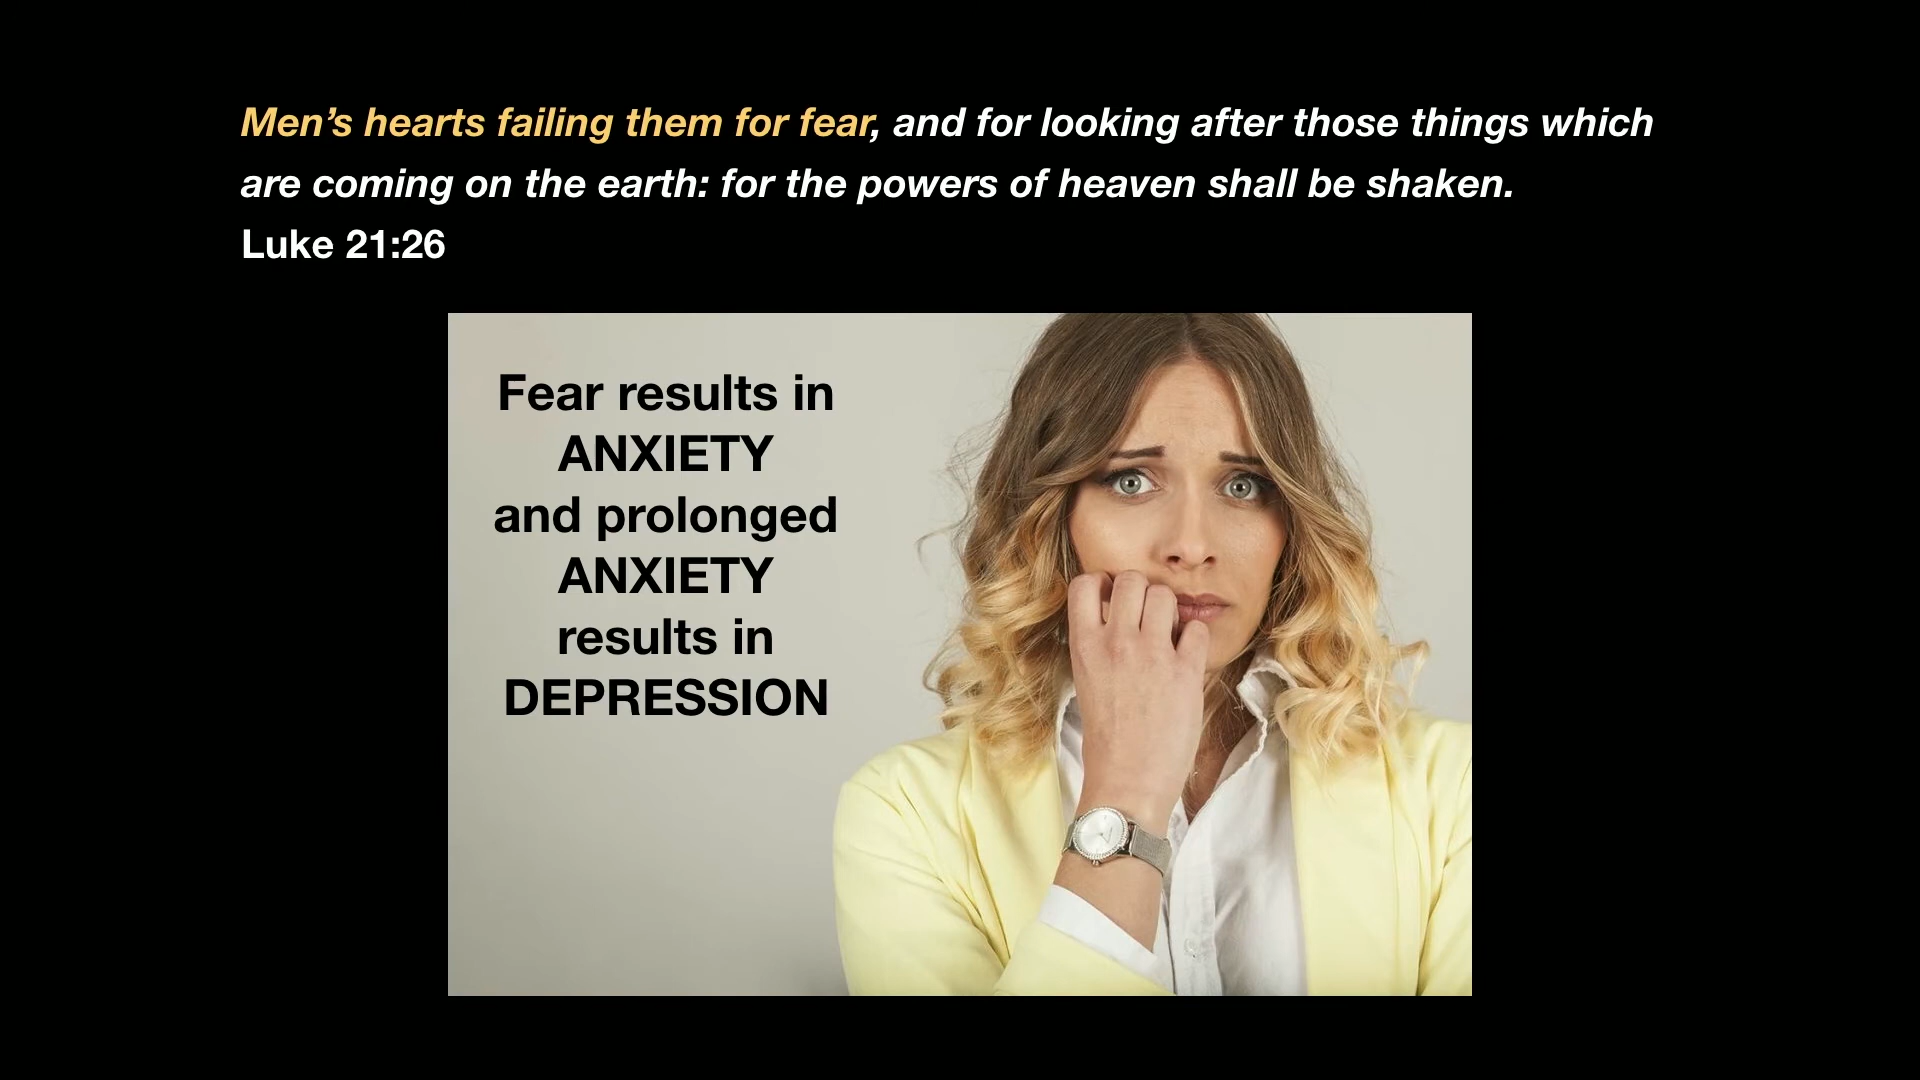 Men’s hearts failing them for fear, and for looking after those things which
are coming on the earth: for the powers of heaven shall be shaken.
Luke 21:26
Fear results in
ANXIETY
and prolonged
ANXIETY
results in
DEPRESSION